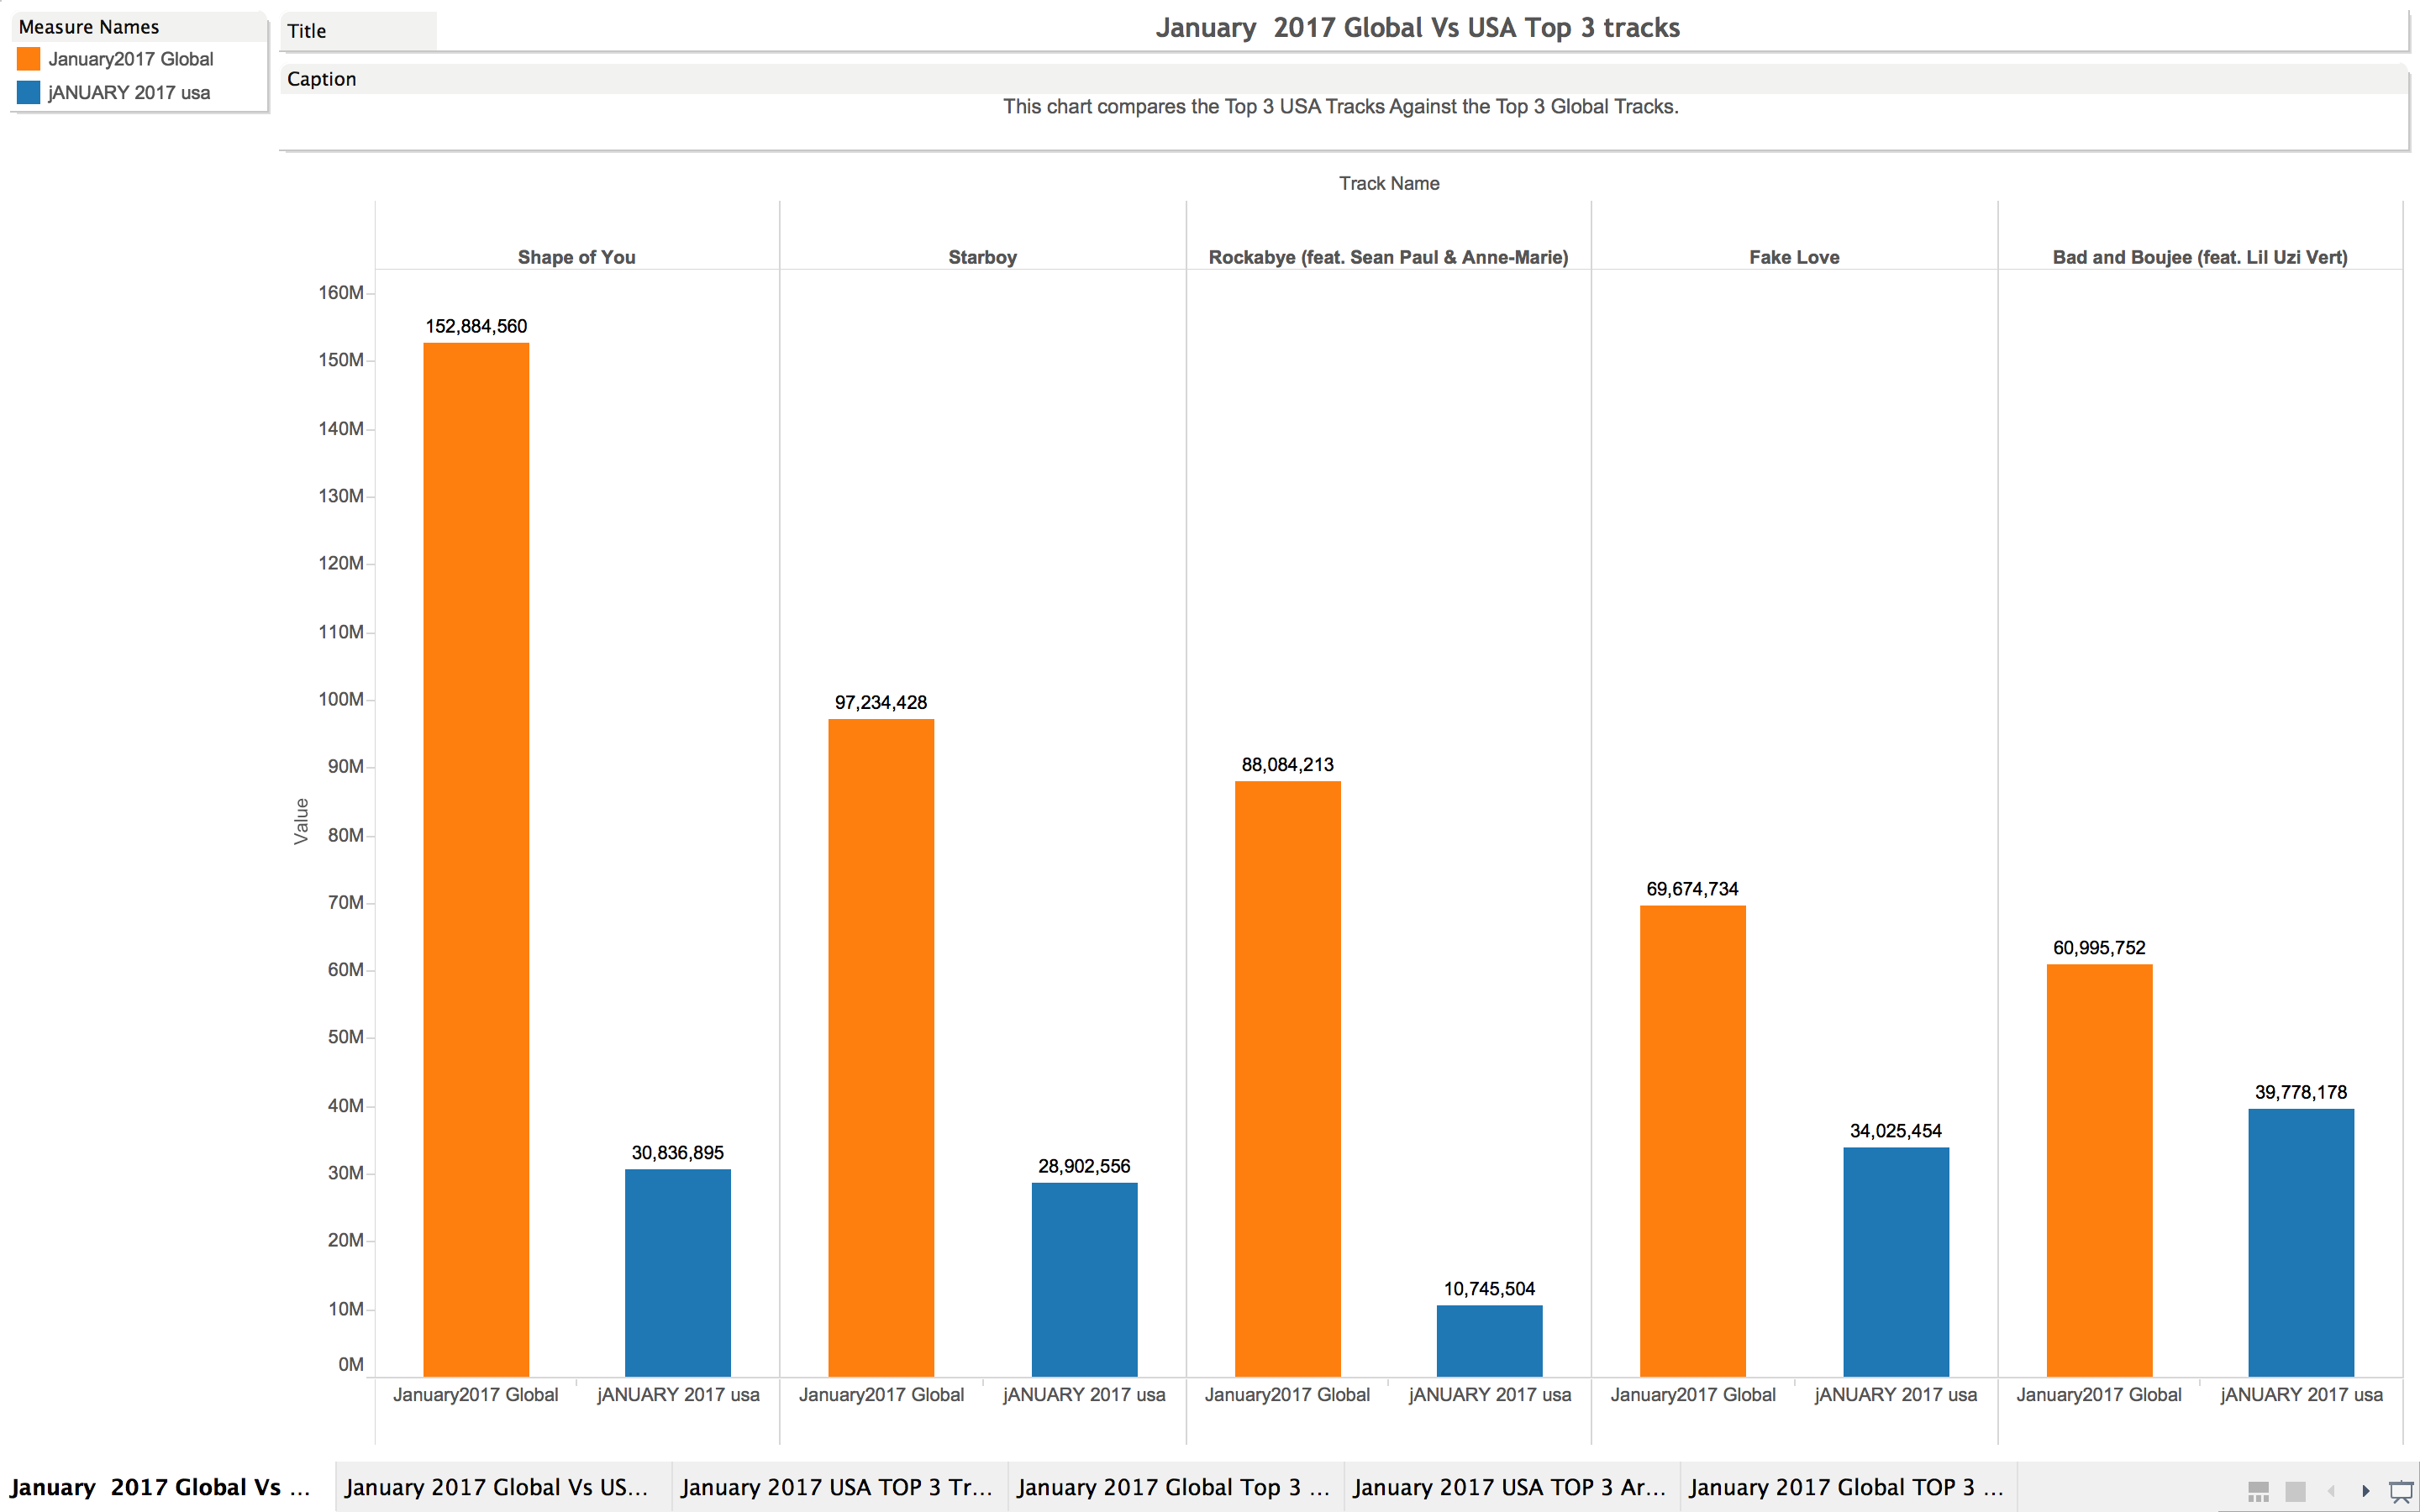 Measure Names
January2017 Global
jANUARY 2017 usa
Title
January  2017 Global Vs USA Top 3 tracks
Caption
This chart compares the Top 3 USA Tracks Against the Top 3 Global Tracks.
Track Name
Shape of You
Starboy
Rockabye (feat. Sean Paul & Anne-Marie)
Fake Love
Bad and Boujee (feat. Lil Uzi Vert)
Value
160M
150M
140M
130M
120M
110M
100M
90M
80M
70M
60M
50M
40M
30M
20M
10M
0M
152,884,560
30,836,895
97,234,428
28,902,556
88,084,213
10,745,504
69,674,734
34,025,454
60,995,752
39,778,178
January2017 Global
jANUARY 2017 usa
January2017 Global
jANUARY 2017 usa
January2017 Global
jANUARY 2017 usa
January2017 Global
jANUARY 2017 usa
January2017 Global
jANUARY 2017 usa
January  2017 Global Vs ...
January 2017 Global Vs US...
January 2017 USA TOP 3 Tr...
January 2017 Global Top 3 ...
January 2017 USA TOP 3 Ar...
January 2017 Global TOP 3 ...